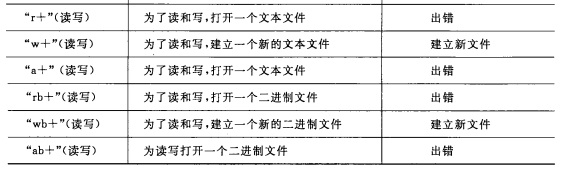 “r+”(读写) 为了读和写,打开一个文本文件 出错
“w+”(读写) 为了读和写,建立一个新的文本文件 建立新文件
“a+”(读写) 为了读和写,打开一个文本文件 出错
“rb+”(读写) 为了读和写,打开一个二进制文件 出错
“wb+”(读写) 为了读和写,建立一个新的二进制文件 建立新文件
“ab+”(读写) 为读写打开一个二进制文件 出错